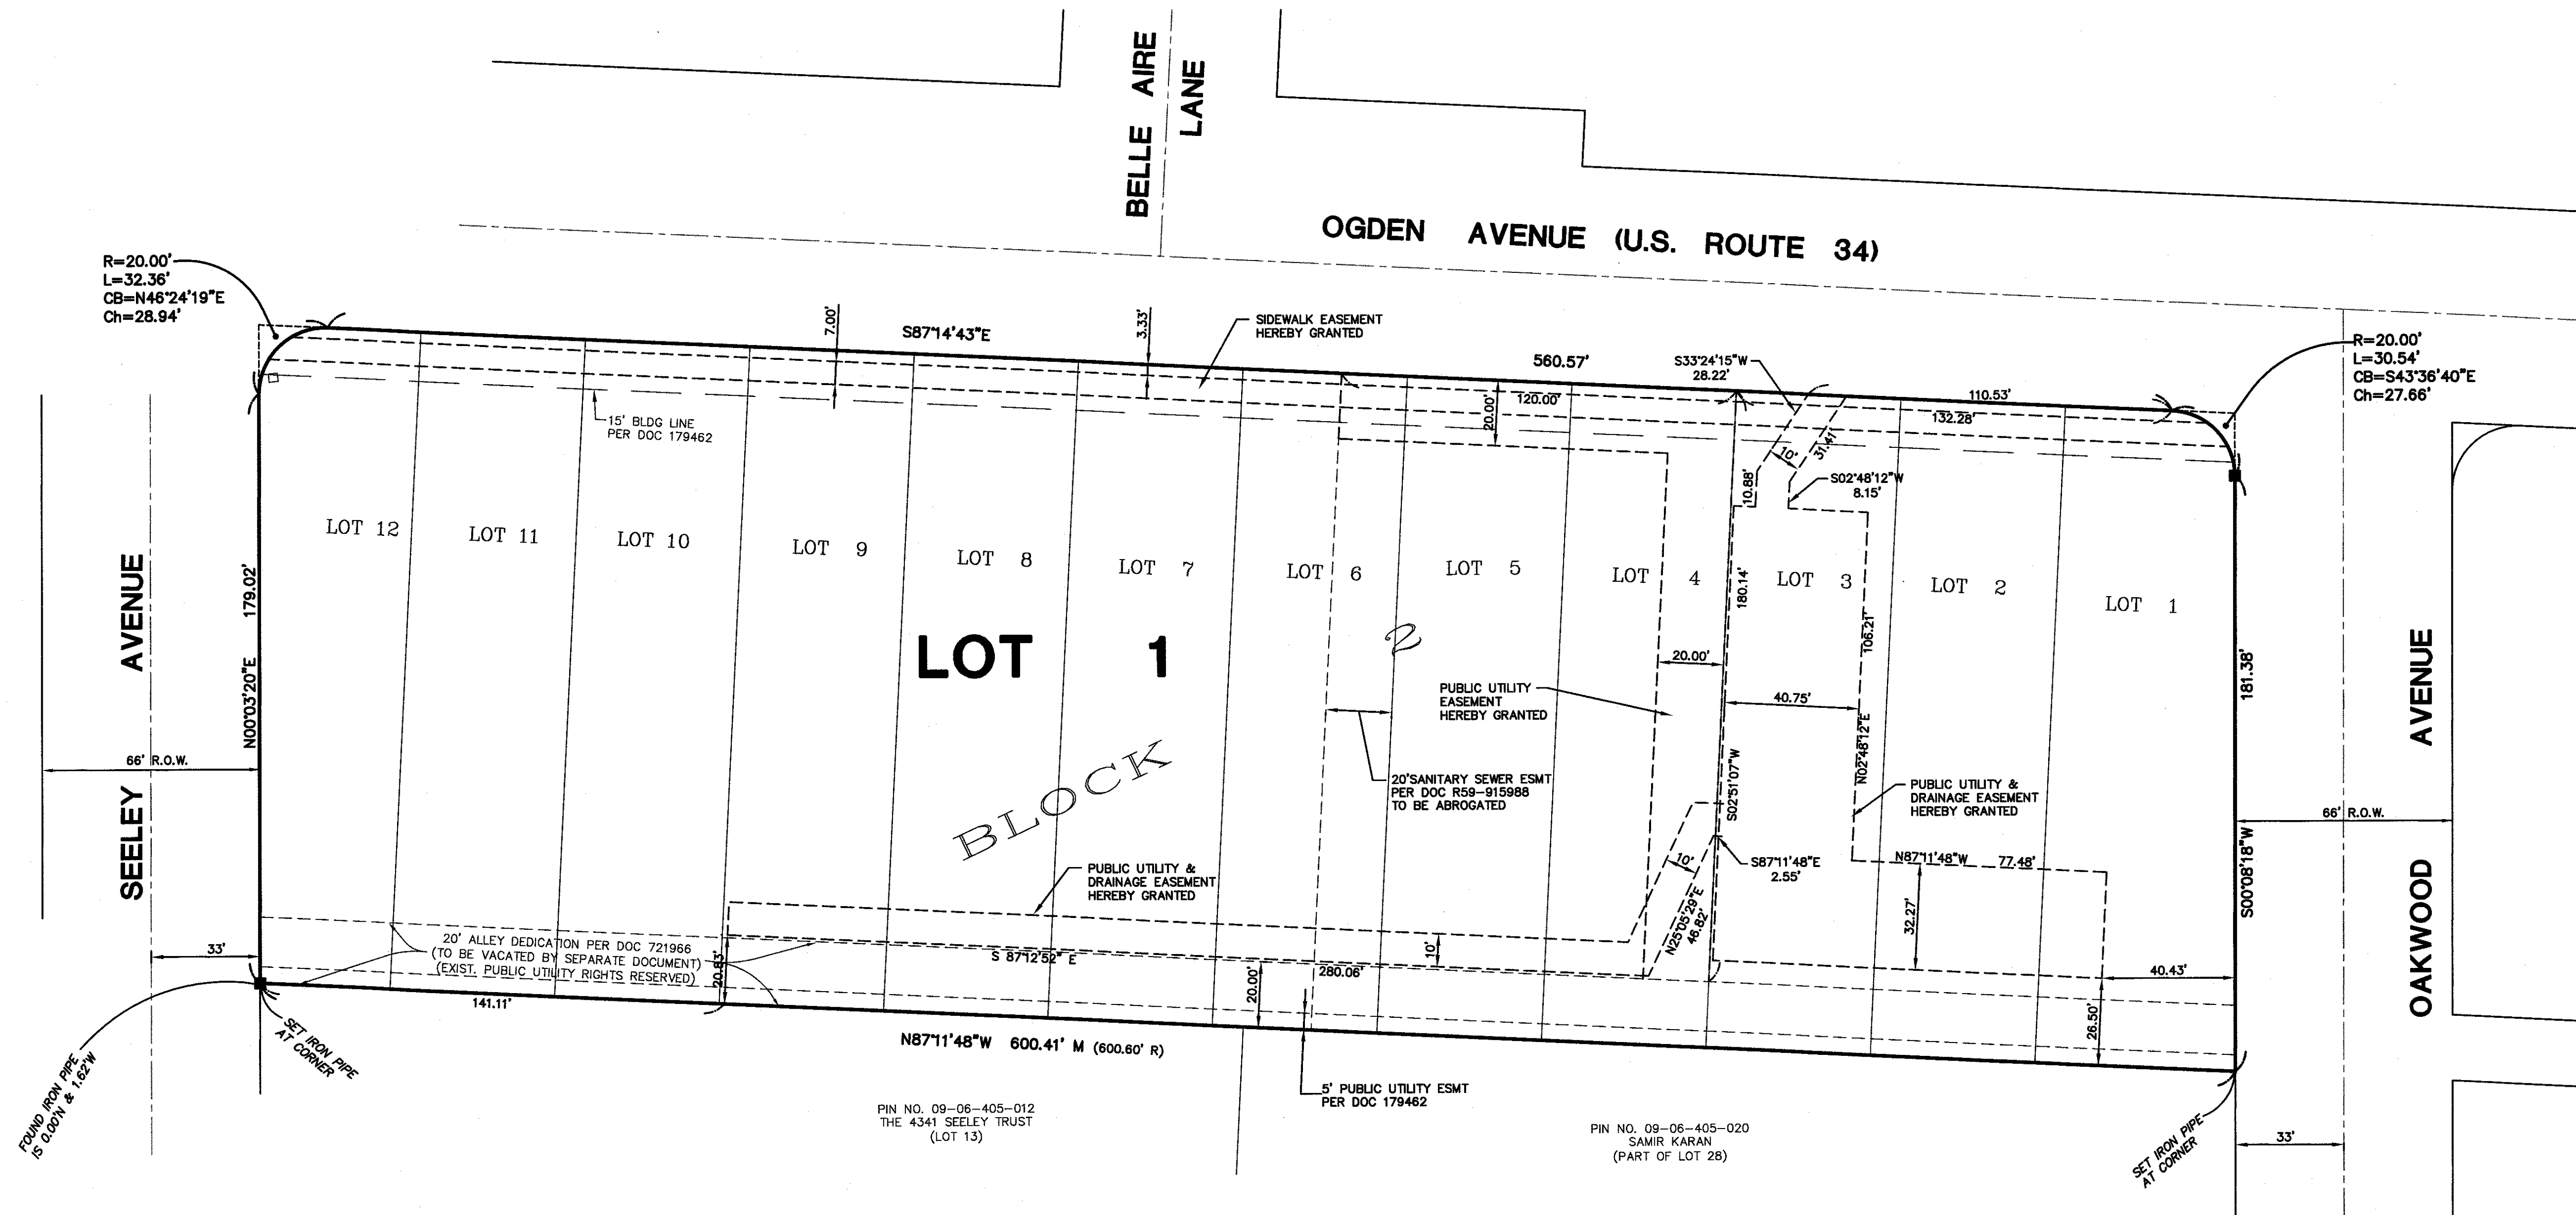 BELLE AIRE
LANE
OGDEN AVENUE (U.S. ROUTE 34)
R=20.00'
L=32.36'
CB=N46°24'19"E
Ch=28.94'
R=20.00'
L=30.54'
CB=S43°36'40"E
Ch=27.66'
7.00'
S87°14'43"E
3.33'
SIDEWALK EASEMENT
HEREBY GRANTED
560.57'
S33°24'15"W
28.22'
110.53'
132.28'
120.00'
20.00'
15' BLDG LINE
PER DOC 179462
10'
31.41'
10.88'
S02°48'12"W
8.15'
LOT 12
LOT 11
LOT 10
LOT 9
LOT 8
LOT 7
LOT 6
LOT 5
LOT 4
LOT 3
LOT 2
LOT 1
SEELEY AVENUE
179.02'
N00°03'20"E
66' R.O.W.
33'
LOT 1
2
BLOCK
180.14'
106.21'
20.00'
40.75'
PUBLIC UTILITY
EASEMENT
HEREBY GRANTED
S02°51'07"W
N02°48'12"E
20'SANITARY SEWER ESMT
PER DOC R59-915988
TO BE ABROGATED
PUBLIC UTILITY &
DRAINAGE EASEMENT
HEREBY GRANTED
181.38'
S00°08'18"W
OAKWOOD AVENUE
66' R.O.W.
PUBLIC UTILITY &
DRAINAGE EASEMENT
HEREBY GRANTED
10'
S87°11'48"E
2.55'
N87°11'48"W 77.48'
32.27'
N25°05'29"E
46.82'
20' ALLEY DEDICATION PER DOC 721966
(TO BE VACATED BY SEPARATE DOCUMENT)
(EXIST. PUBLIC UTILITY RIGHTS RESERVED)
20.83'
S 87°12'52" E
280.06'
10'
20.00'
40.43'
26.50'
141.11'
N87°11'48"W 600.41' M (600.60' R)
FOUND IRON PIPE
IS 0.00'N & 1.62'W
SET IRON PIPE
AT CORNER
5' PUBLIC UTILITY ESMT
PER DOC 179462
PIN NO. 09-06-405-012
THE 4341 SEELEY TRUST
(LOT 13)
PIN NO. 09-06-405-020
SAMIR KARAN
(PART OF LOT 28)
SET IRON PIPE
AT CORNER
33'